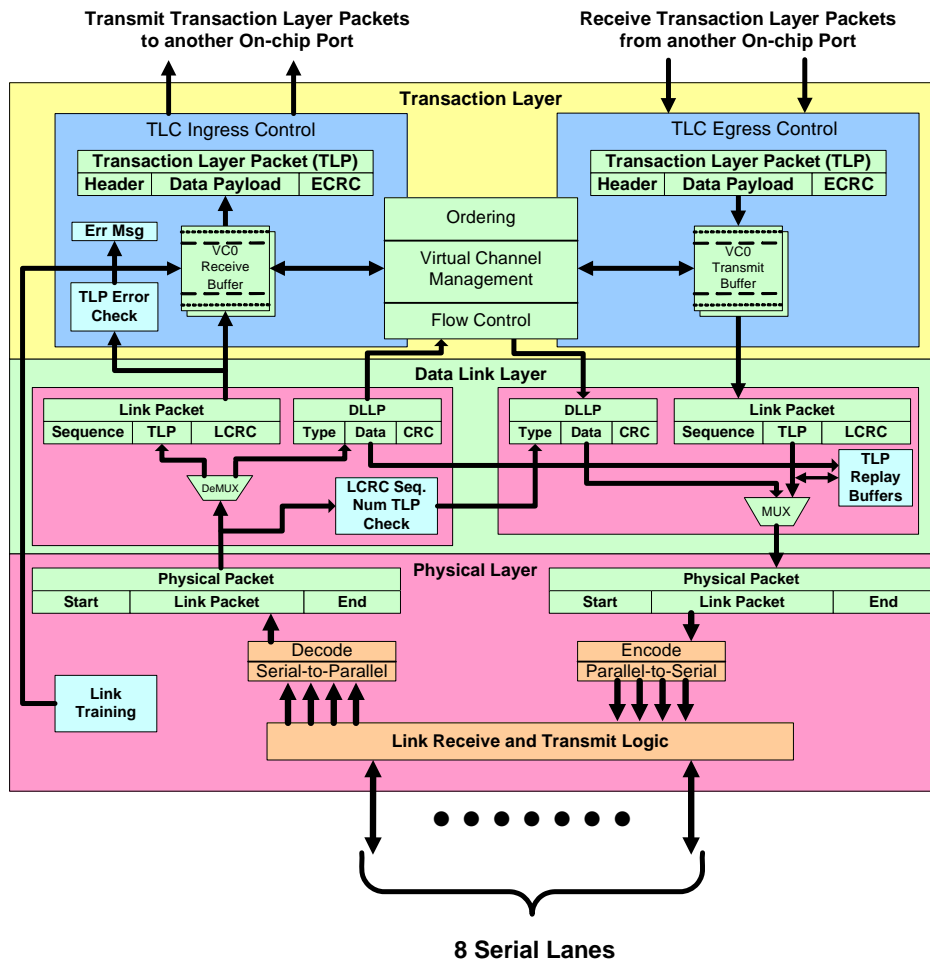 Transmit Transaction Layer Packets
to another On-chip Port
Receive Transaction Layer Packets
from another On-chip Port
Transaction Layer
TLC Ingress Control
TLC Egress Control
Transaction Layer Packet (TLP)
Header Data Payload ECRC
Transaction Layer Packet (TLP)
Header Data Payload ECRC
Err Msg
VC0
Receive
Buffer
Ordering
Virtual Channel
Management
Flow Control
VC0
Transmit
Buffer
TLP Error
Check
Data Link Layer
Link Packet
Sequence TLP LCRC
DLLP
Type Data CRC
DLLP
Type Data CRC
Link Packet
Sequence TLP LCRC
DeMUX
LCRC Seq.
Num TLP
Check
TLP
Replay
Buffers
MUX
Physical Layer
Physical Packet
Start Link Packet End
Physical Packet
Start Link Packet End
Decode
Serial-to-Parallel
Encode
Parallel-to-Serial
Link
Training
Link Receive and Transmit Logic
8 Serial Lanes